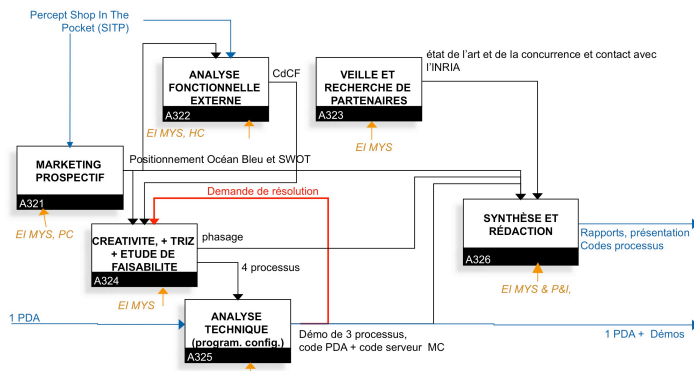 Percept Shop In The
Pocket (SITP)
ANALYSE
FONCTIONNELLE
EXTERNE
A322
CdCF
EI MYS, HC
VEILLE ET
RECHERCHE DE
PARTENAIRES
A323
EI MYS
état de l'art et de la concurrence et contact avec
l'INRIA
MARKETING
PROSPECTIF
A321
EI MYS, PC
Positionnement Océan Bleu et SWOT
Demande de résolution
CREATIVITE, + TRIZ
+ ETUDE DE
FAISABILITE
A324
EI MYS
phasage
4 processus
SYNTHÈSE ET
RÉDACTION
A326
EI MYS & P&I,
Rapports, présentation
Codes processus
1 PDA
ANALYSE
TECHNIQUE
(program. config.)
A325
Démo de 3 processus,
code PDA + code serveur MC
1 PDA + Démos